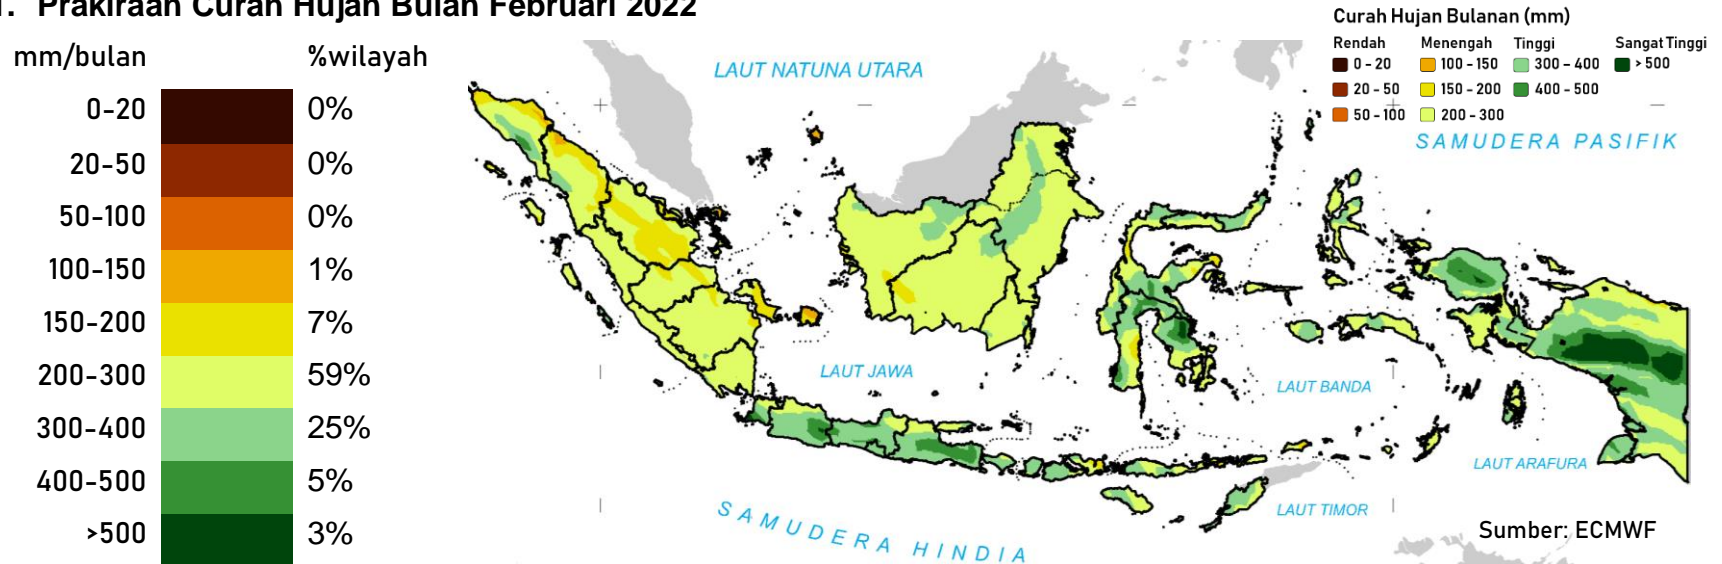 1. Prakiraan Curah Hujan Bulan Februari 2022
mm/bulan %wilayah
0-20 0%
20-50 0%
50-100 0%
100-150 1%
150-200 7%
200-300 59%
300-400 25%
400-500 5%
>500 3%
Curah Hujan Bulanan (mm)
Rendah Menengah Tinggi Sangat Tinggi
0 - 20 100 - 150 300 - 400 > 500
20 - 50 150 - 200 400 - 500
50 - 100 200 - 300
LAUT NATUNA UTARA
SAMUDERA PASIFIK
LAUT JAWA
LAUT BANDA
LAUT ARAFURA
LAUT TIMOR
SAMUDERA HINDIA
Sumber: ECMWF